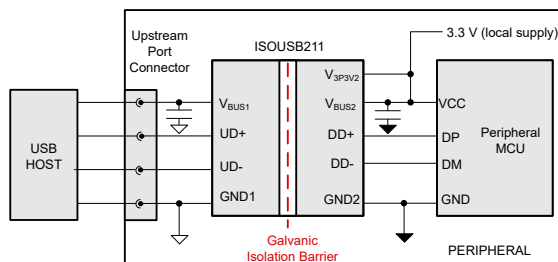 Upstream
Port
Connector
ISOUSB211
3.3 V (local supply)
V3P3V2
VBUS1
VBUS2
VCC
UD+
DD+
DP
USB
HOST
Peripheral
MCU
UD-
DD-
DM
GND1
GND2
GND
Galvanic
Isolation Barrier
PERIPHERAL